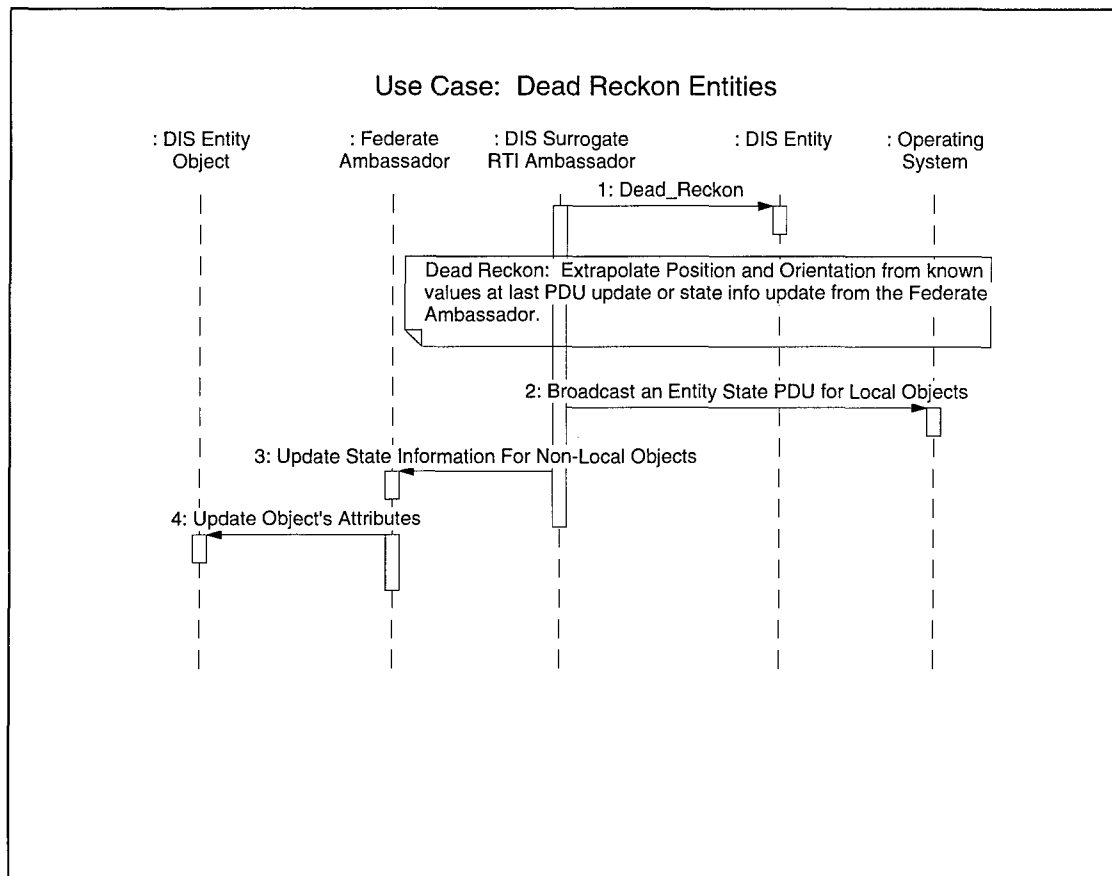 Use Case: Dead Reckon Entities
: DIS Entity
Object
: Federate
Ambassador
: DIS Surrogate
RTI Ambassador
: DIS Entity
: Operating
System
1: Dead_Reckon
Dead Reckon: Extrapolate Position and Orientation from known
values at last PDU update or state info update from the Federate
Ambassador.
2: Broadcast an Entity State PDU for Local Objects
3: Update State Information For Non-Local Objects
4: Update Object's Attributes